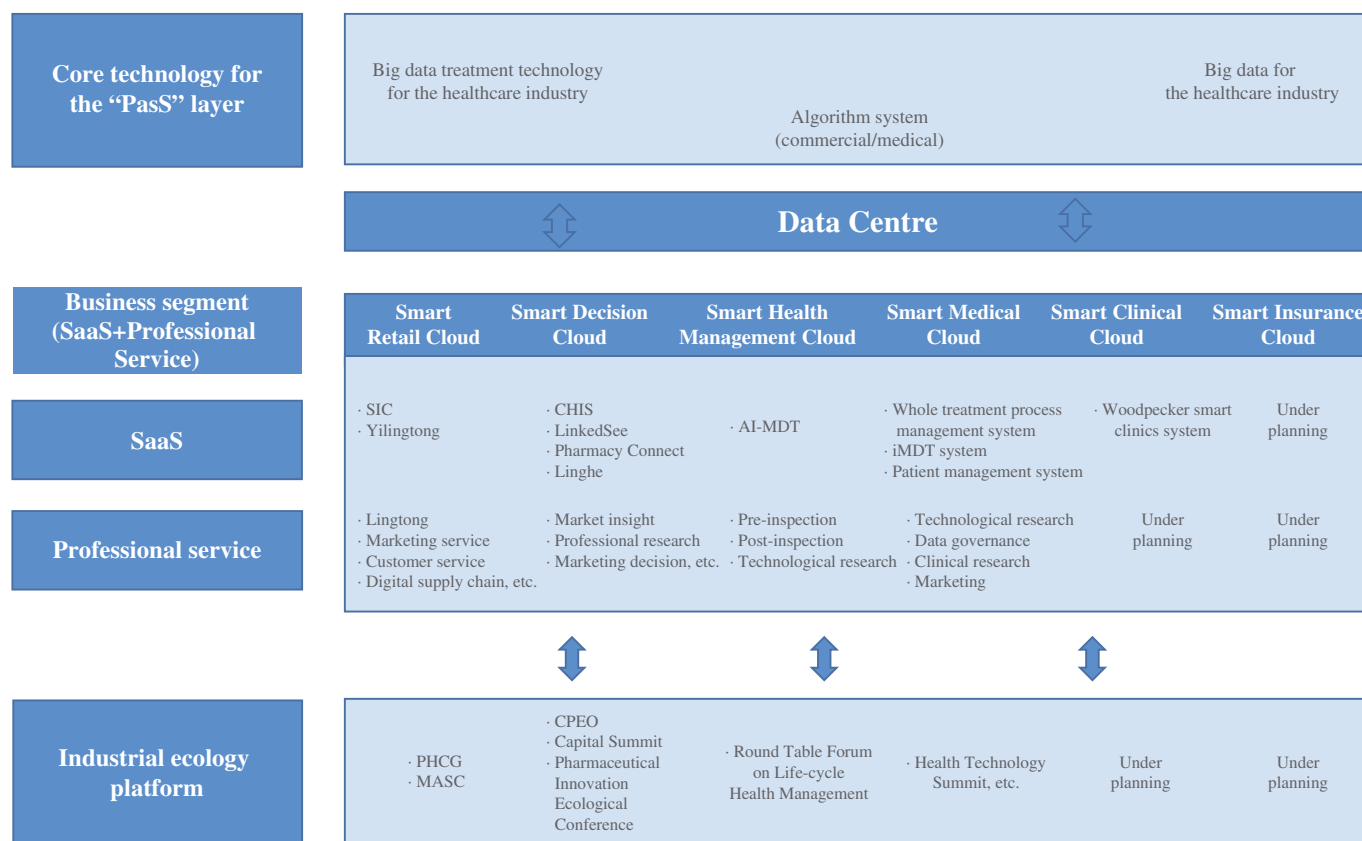 Core technology for
the “PasS” layer
Big data treatment technology
for the healthcare industry
Algorithm system
(commercial/medical)
Big data for
the healthcare industry
Data Centre
Business segment
(SaaS+Professional
Service)
Smart
Retail Cloud
Smart Decision
Cloud
Smart Health
Management Cloud
Smart Medical
Cloud
Smart Clinical
Cloud
Smart Insurance
Cloud
SaaS
· SIC
· Yilingtong
· CHIS
· LinkedSee
· Pharmacy Connect
· Linghe
· AI-MDT
· Whole treatment process
management system
· iMDT system
· Patient management system
· Woodpecker smart
clinics system
Under
planning
Professional service
· Lingtong
· Marketing service
· Customer service
· Digital supply chain, etc.
· Market insight
· Professional research
· Marketing decision, etc.
· Pre-inspection
· Post-inspection
· Technological research
· Technological research
· Data governance
· Clinical research
· Marketing
Under
planning
Under
planning
Industrial ecology
platform
· PHCG
· MASC
· CPEO
· Capital Summit
· Pharmaceutical
Innovation
Ecological
Conference
· Round Table Forum
on Life-cycle
Health Management
· Health Technology
Summit, etc.
Under
planning
Under
planning